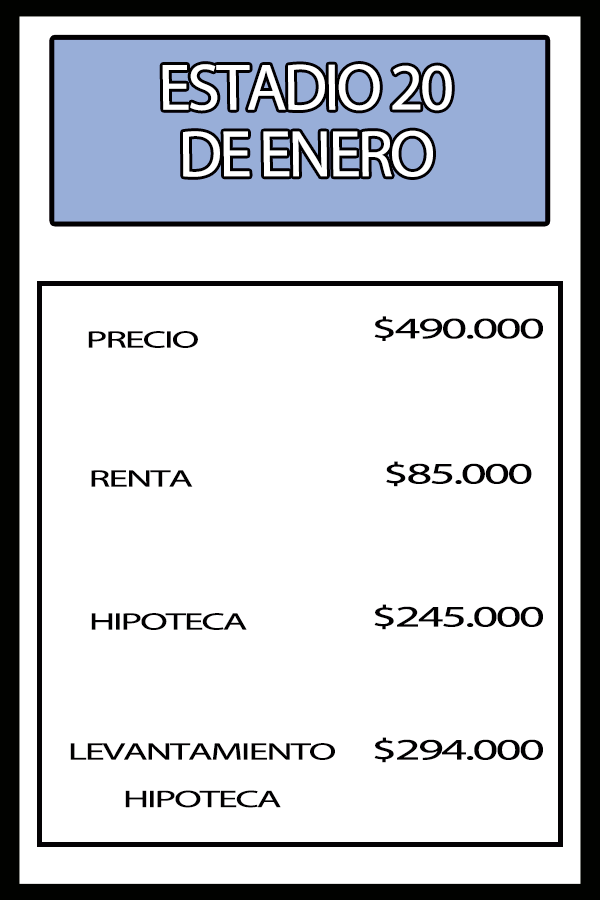 ESTADIO 20
DE ENERO
PRECIO $490.000
RENTA $85.000
HIPOTECA $245.000
LEVANTAMIENTO $294.000
HIPOTECA